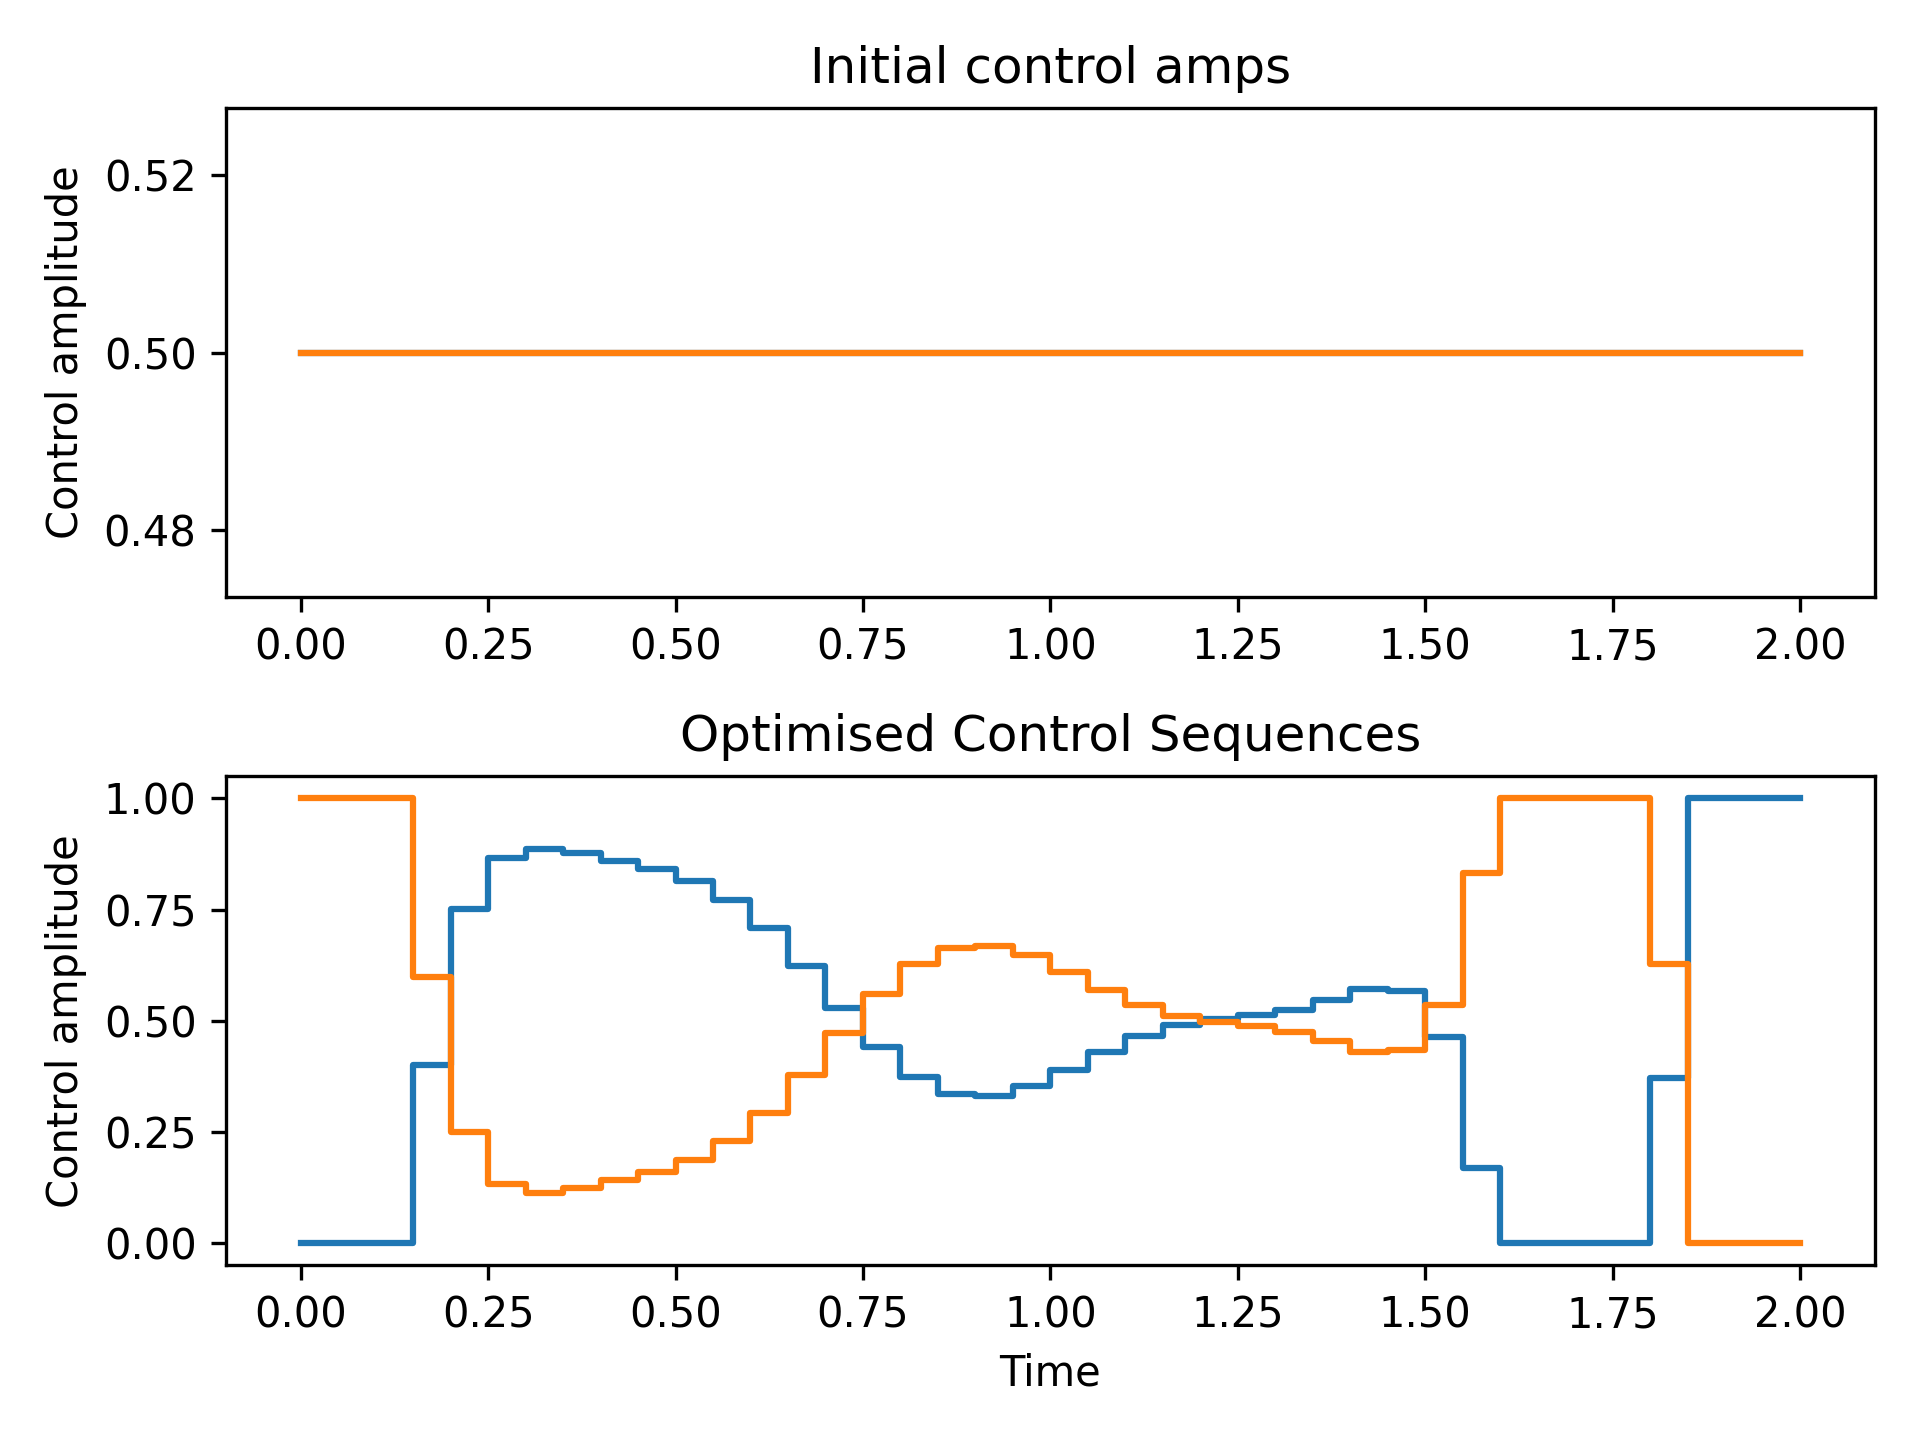 Initial control amps
Control amplitude
0.52
0.50
0.48
0.00 0.25 0.50 0.75 1.00 1.25 1.50 1.75 2.00
Optimised Control Sequences
Control amplitude
1.00
0.75
0.50
0.25
0.00
0.00 0.25 0.50 0.75 1.00 1.25 1.50 1.75 2.00
Time